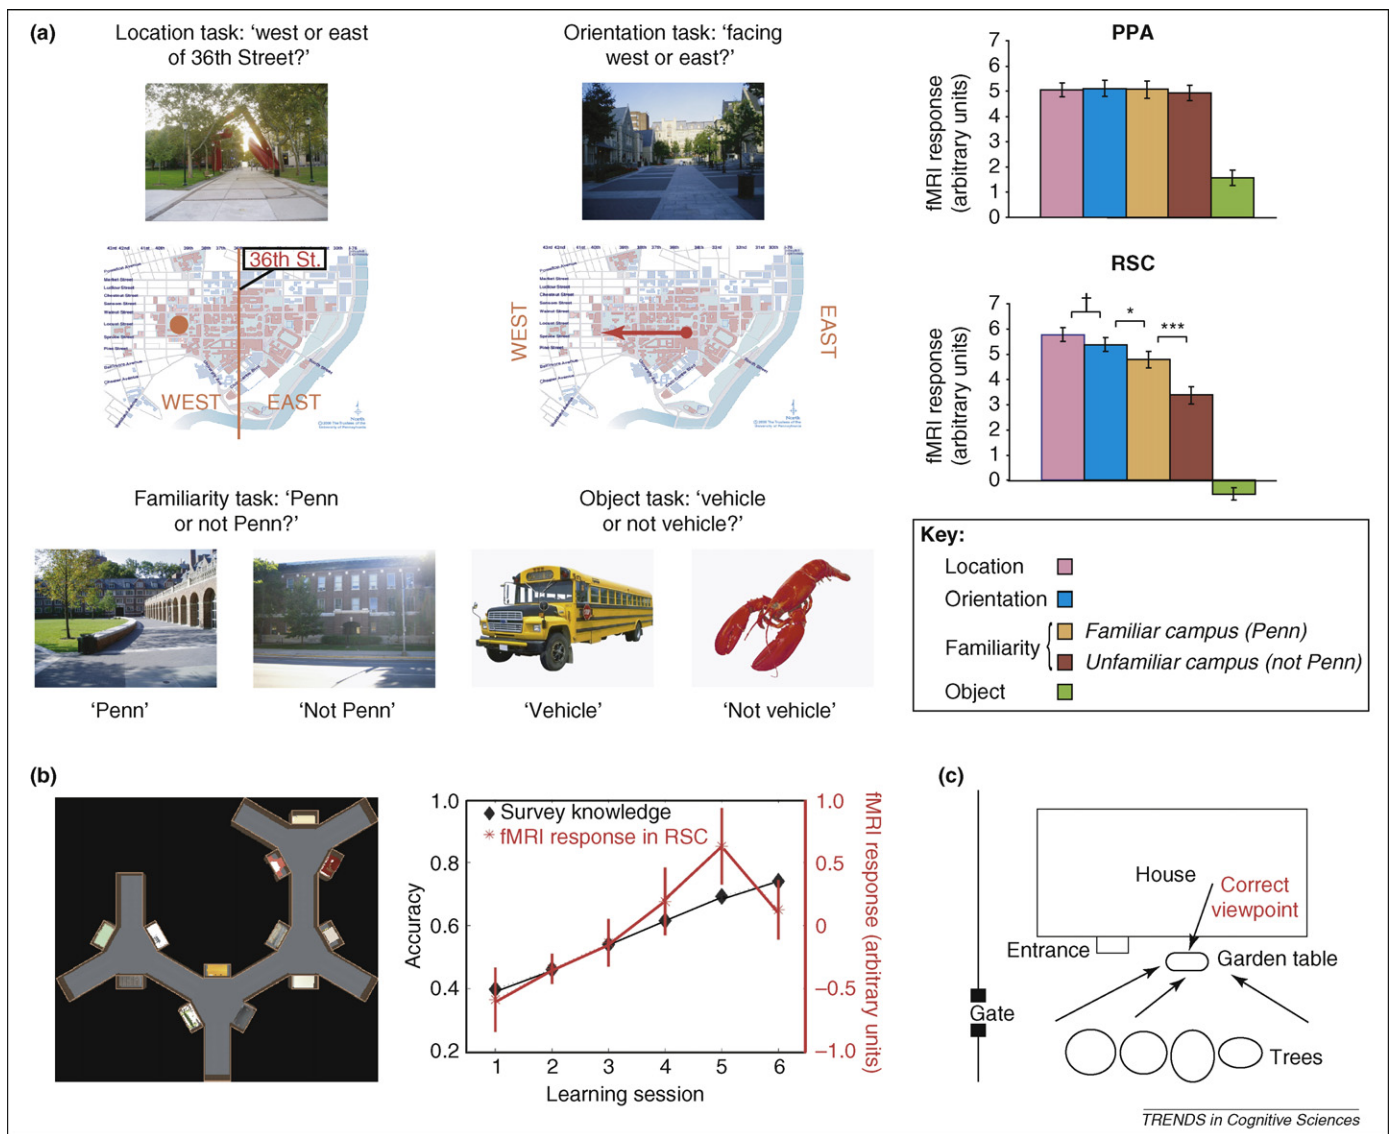 (a)
Location task: ‘west or east
of 36th Street?’
Orientation task: ‘facing
west or east?’
36th St.
WEST
EAST
WEST
EAST
Familiarity task: ‘Penn
or not Penn?’
Object task: ‘vehicle
or not vehicle?’
‘Penn’
‘Not Penn’
‘Vehicle’
‘Not vehicle’
PPA
fMRI response
(arbitrary units)
7
6
5
4
3
2
1
0
RSC
fMRI response
(arbitrary units)
7
6
5
4
3
2
1
0
†
*
***
Key:
Location
Orientation
Familiarity
Familiar campus (Penn)
Unfamiliar campus (not Penn)
Object
(b)
Accuracy
1.0
0.8
0.6
0.4
0.2
Survey knowledge
fMRI response in RSC
1.0
0.5
0
−0.5
−1.0
fMRI response (arbitrary units)
1 2 3 4 5 6
Learning session
(c)
House
Correct
viewpoint
Entrance
Garden table
Gate
Trees
TRENDS in Cognitive Sciences